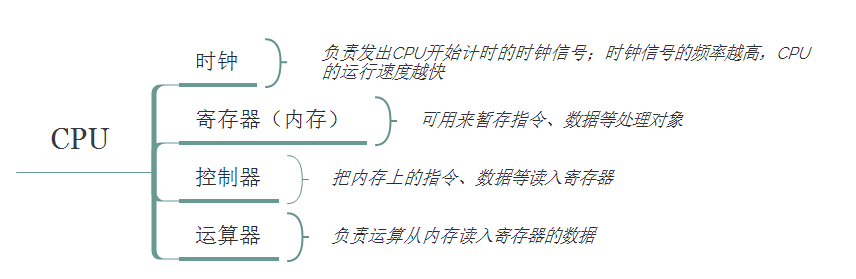 CPU
时钟
负责发出CPU开始计时的时钟信号；时钟信号的频率越高，CPU
的运行速度越快
寄存器（内存）
可用来暂存指令、数据等处理对象
控制器
把内存上的指令、数据等读入寄存器
运算器
负责运算从内存读入寄存器的数据